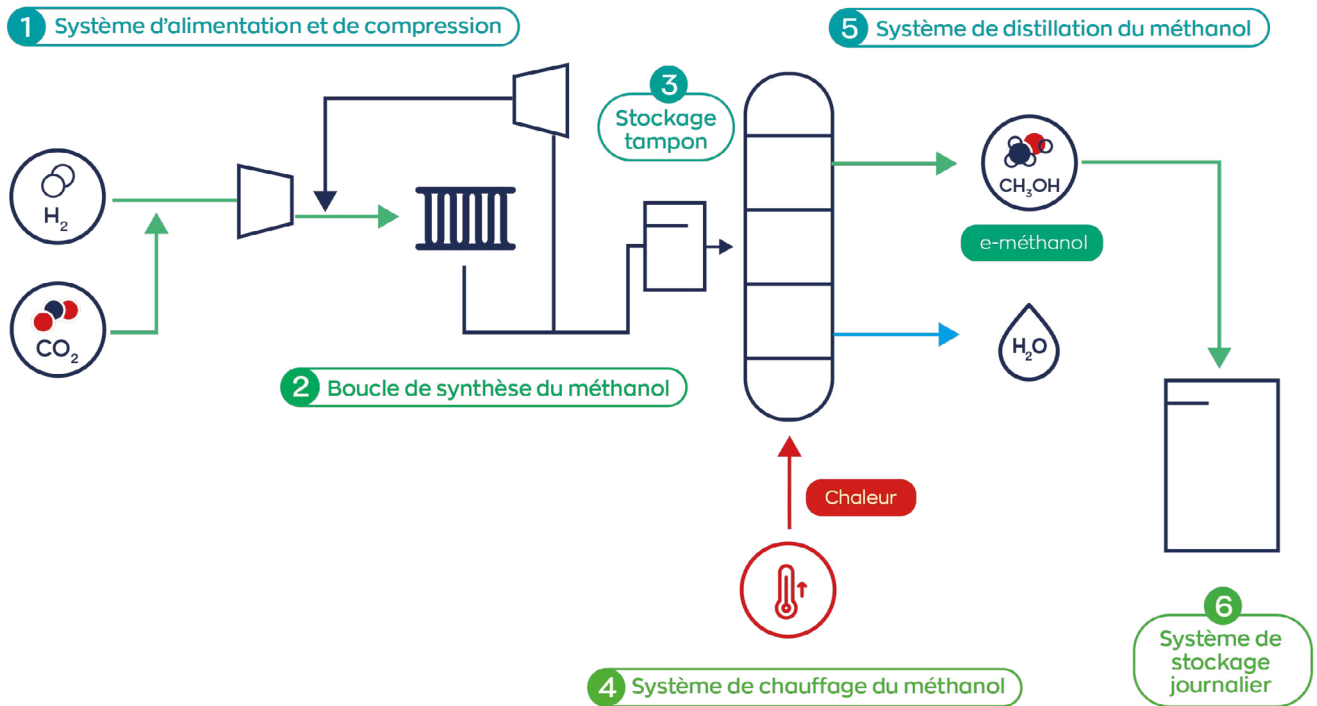 1 Système d'alimentation et de compression
5 Système de distillation du méthanol
3
Stockage
tampon
H₂
CH₃OH
e-méthanol
CO₂
H₂O
2 Boucle de synthèse du méthanol
Chaleur
6
Système de
stockage
journalier
4 Système de chauffage du méthanol